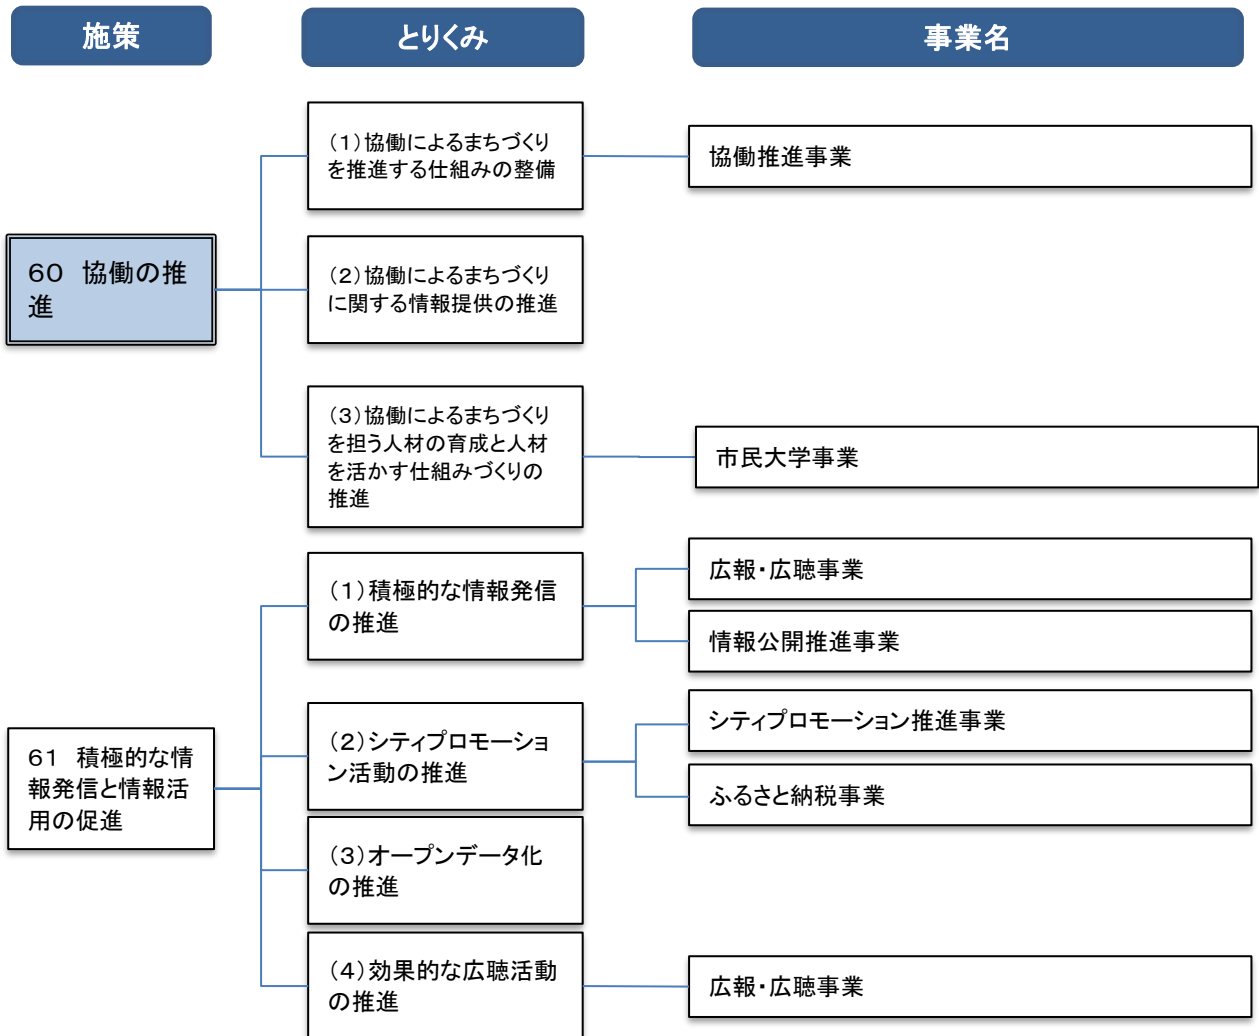 施策
とりくみ
事業名
(1)協働によるまちづくり
を推進する仕組みの整備
協働推進事業
60 協働の推
進
(2)協働によるまちづくり
に関する情報提供の推進
(3)協働によるまちづくり
を担う人材の育成と人材
を活かす仕組みづくりの
推進
市民大学事業
61 積極的な情
報発信と情報活
用の促進
(1)積極的な情報発信
の推進
広報・広聴事業
情報公開推進事業
(2)シティプロモーショ
ン活動の推進
シティプロモーション推進事業
ふるさと納税事業
(3)オープンデータ化
の推進
(4)効果的な広聴活動
の推進
広報・広聴事業